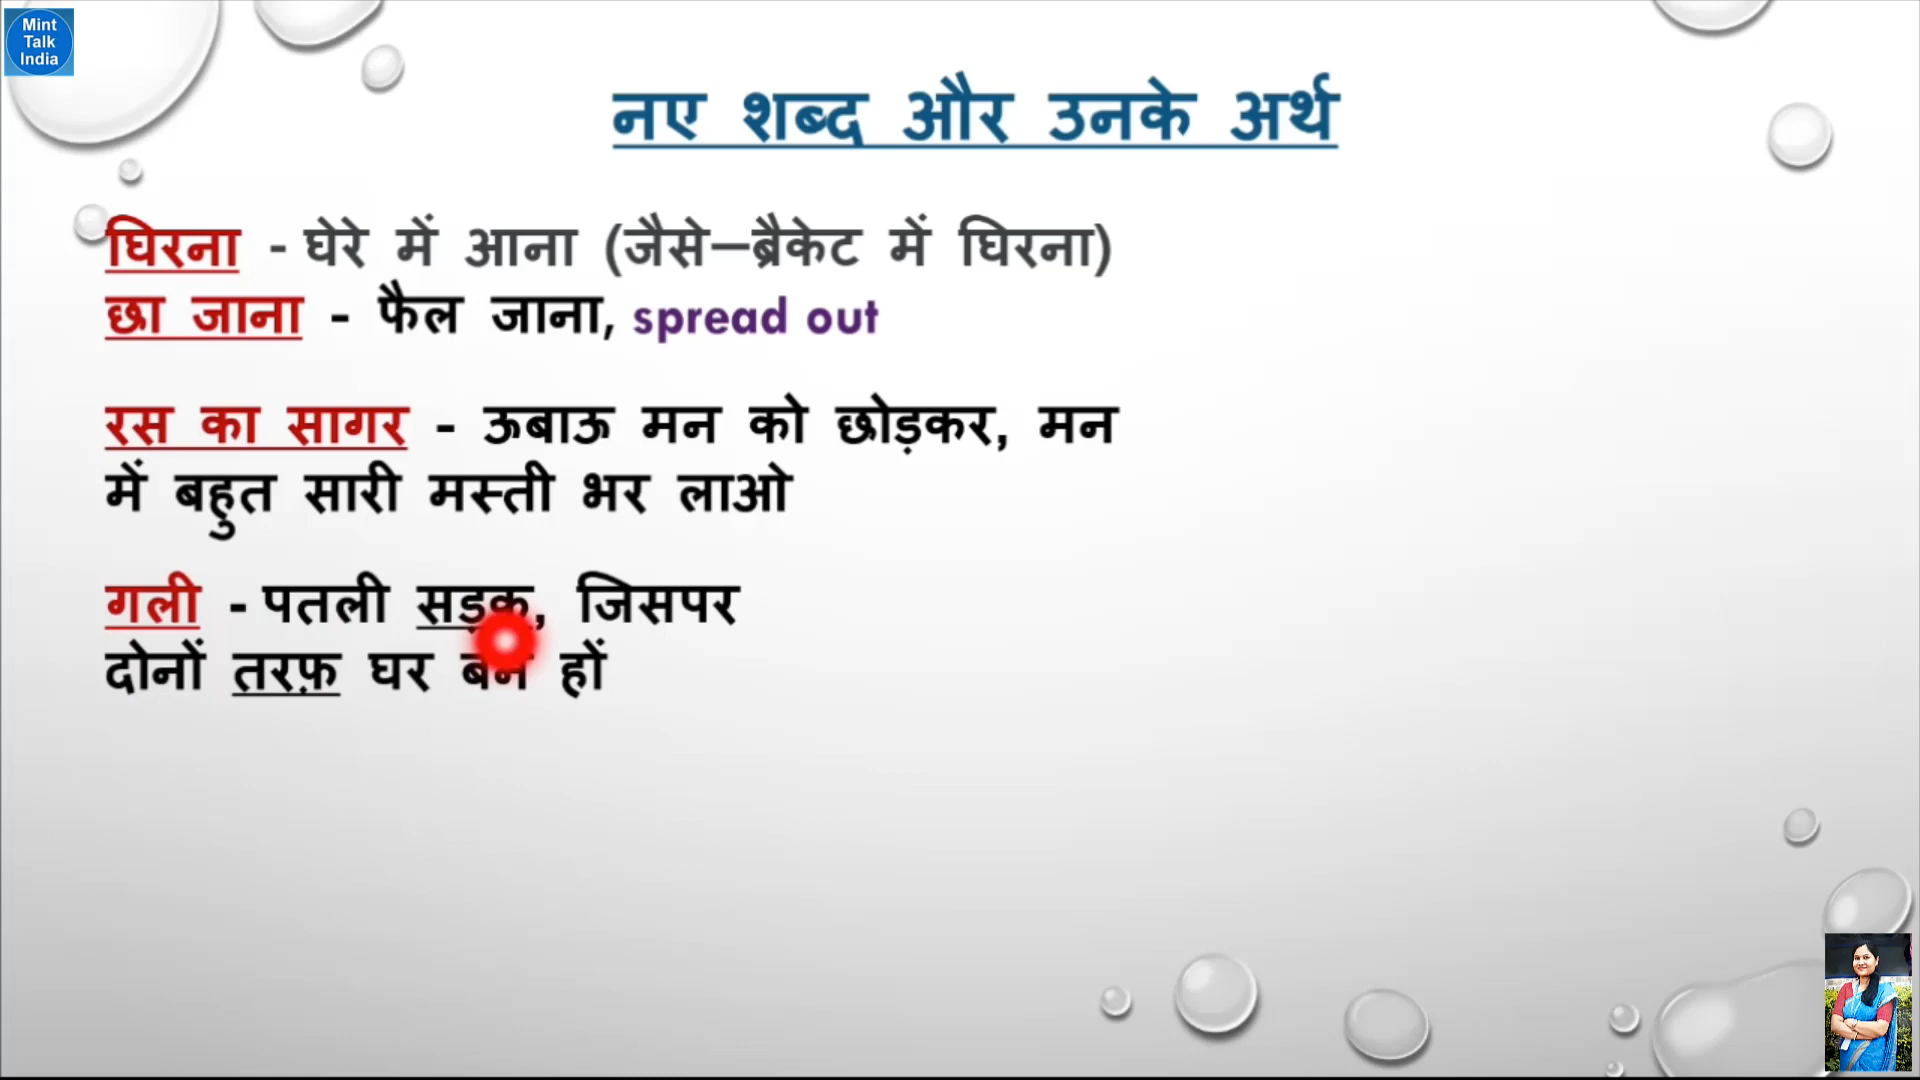 Mint
Talk
India
नए शब्द और उनके अर्थ
घिरना - घेरे में आना (जैसे–ब्रैकेट में घिरना)
छा जाना - फैल जाना, spread out
रस का सागर - ऊबाऊ मन को छोड़कर, मन
में बहुत सारी मस्ती भर लाओ
गली - पतली सड़क, जिसपर
दोनों तरफ़ घर बने हों